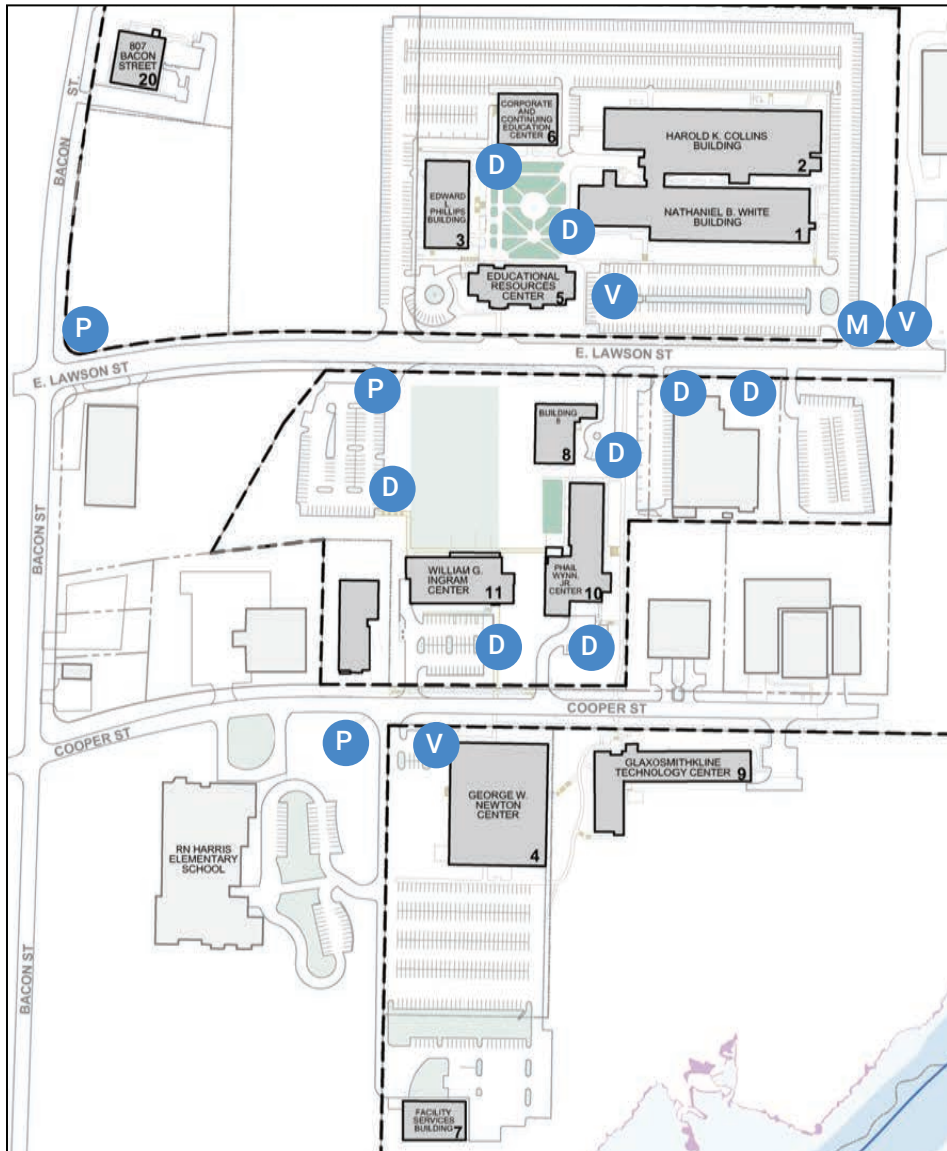 807
BACON
STREET
20
BACON ST.
CORPORATE
AND
CONTINUING
EDUCATION
CENTER
6
HAROLD K. COLLINS
BUILDING
2
EDWARD
L.
PHILLIPS
BUILDING
3
D
NATHANIEL B. WHITE
BUILDING
1
D
EDUCATIONAL
RESOURCES
CENTER
5
V
P
M
V
E. LAWSON ST
E. LAWSON ST
P
D
D
BUILDING
8
8
D
D
BACON ST
WILLIAM G.
INGRAM
CENTER
11
PHAIL
WYNN,
JR.
CENTER
10
D
D
COOPER ST
COOPER ST
P
V
GLAXOSMITHKLINE
TECHNOLOGY CENTER
9
GEORGE W.
NEWTON
CENTER
4
RN HARRIS
ELEMENTARY
SCHOOL
BACON ST
FACILITY
SERVICES
BUILDING
7